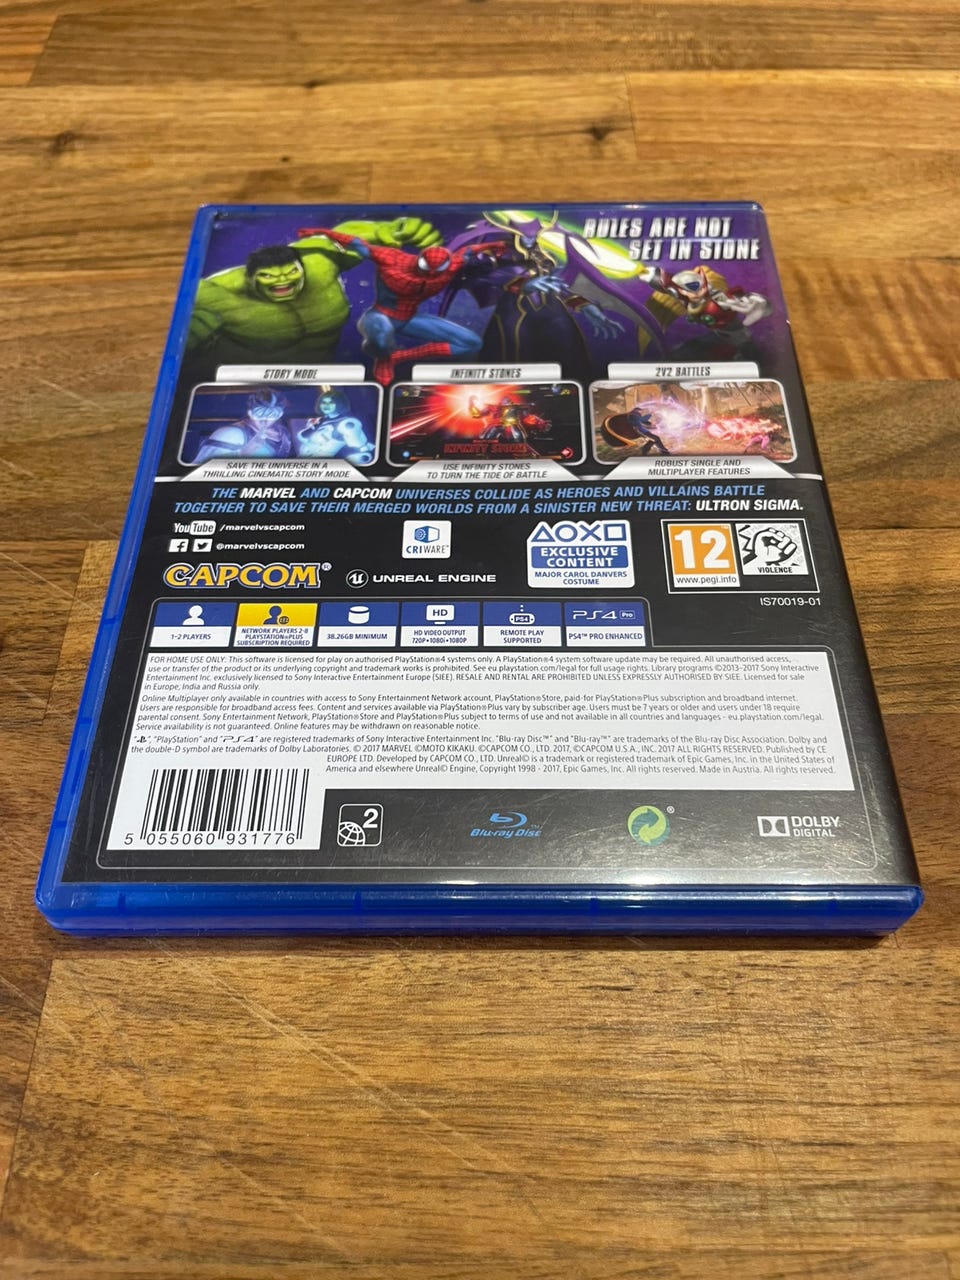 RULES ARE NOT
SET IN STONE
STORY MODE
INFINITY STONES
2V2 BATTLES
INFINITY STORM
SAVE THE UNIVERSE IN A
THRILLING CINEMATIC STORY MODE
USE INFINITY STONES
TO TURN THE TIDE OF BATTLE
ROBUST SINGLE AND
MULTIPLAYER FEATURES
THE MARVEL AND CAPCOM UNIVERSES COLLIDE AS HEROES AND VILLAINS BATTLE
TOGETHER TO SAVE THEIR MERGED WORLDS FROM A SINISTER NEW THREAT: ULTRON SIGMA.
YouTube /marvelvscapcom
@marvelvscapcom
CAPCOM®
CRIWARE™
UNREAL ENGINE
EXCLUSIVE
CONTENT
MAJOR CAROL DANVERS
COSTUME
12
www.pegi.info
VIOLENCE
IS70019-01
1-2 PLAYERS
NETWORK PLAYERS 2-8
PLAYSTATION®PLUS
SUBSCRIPTION REQUIRED
38.26GB MINIMUM
HD
HD VIDEO OUTPUT
720p•1080i•1080p
PS4
REMOTE PLAY
SUPPORTED
PS4 Pro
PS4™ PRO ENHANCED
FOR HOME USE ONLY: This software is licensed for play on authorised PlayStation®4 systems only. A PlayStation®4 system software update may be required. All unauthorised access,
use or transfer of the product or its underlying copyright and trademark works is prohibited. See eu.playstation.com/legal for full usage rights. Library programs ©2013-2017 Sony Interactive
Entertainment Inc. exclusively licensed to Sony Interactive Entertainment Europe (SIEE). RESALE AND RENTAL ARE PROHIBITED UNLESS EXPRESSLY AUTHORISED BY SIEE. Licensed for sale
in Europe, India and Russia only.
Online Multiplayer only available in countries with access to Sony Entertainment Network account, PlayStation®Store, paid-for PlayStation®Plus subscription and broadband internet.
Users are responsible for broadband access fees. Content and services available via PlayStation®Plus vary by subscriber age. Users must be 7 years or older and users under 18 require
parental consent. Sony Entertainment Network, PlayStation®Store and PlayStation®Plus subject to terms of use and not available in all countries and languages - eu.playstation.com/legal.
Service availability is not guaranteed. Online features may be withdrawn on reasonable notice.
", "PlayStation" and "PS4" are registered trademarks of Sony Interactive Entertainment Inc. "Blu-ray Disc™" and "Blu-ray™" are trademarks of the Blu-ray Disc Association. Dolby and
the double-D symbol are trademarks of Dolby Laboratories. © 2017 MARVEL ©MOTO KIKAKU. ©CAPCOM CO., LTD. 2017, ©CAPCOM U.S.A., INC. 2017 ALL RIGHTS RESERVED. Published by CE
EUROPE LTD. Developed by CAPCOM CO., LTD. Unreal© is a trademark or registered trademark of Epic Games, Inc. in the United States of
America and elsewhere Unreal© Engine, Copyright 1998 - 2017, Epic Games, Inc. All rights reserved. Made in Austria. All rights reserved.
5 055060 931776
2
Blu-ray Disc™
®
DOLBY
DIGITAL